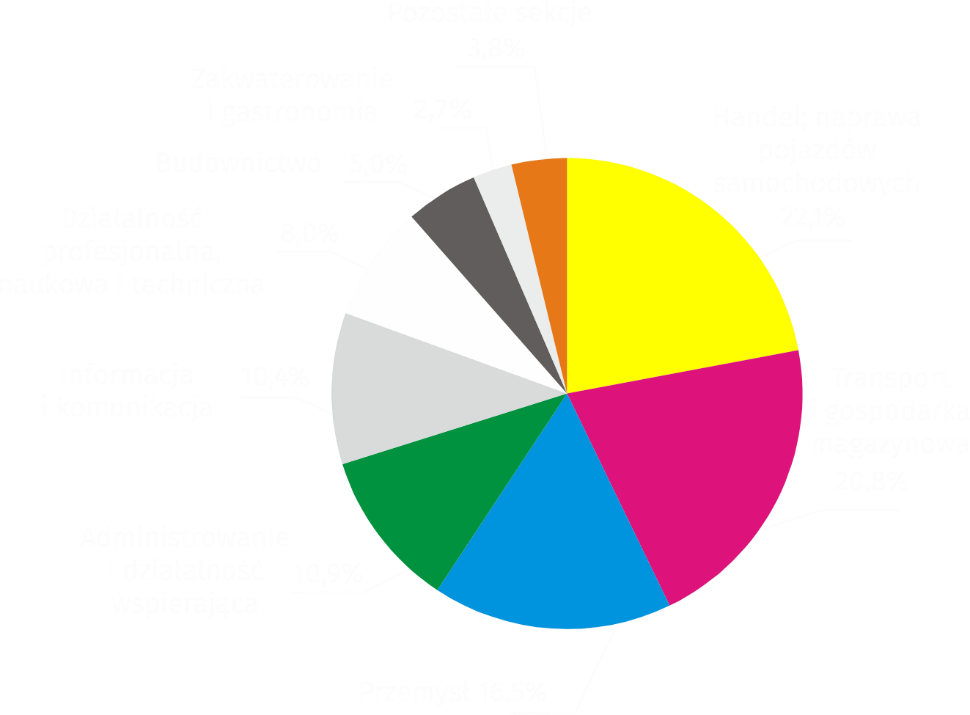 Pozostałe sekcje
3,8%
Zakwaterowanie
i gastronomia 2,7%
Budownictwo 5,0%
Handel; naprawa
pojazdów
samochodowych
22,1%
Działalność
profesjonalna, 8,0%
naukowa i techniczna
Informacja 10,4%
i komunikacja
Transport
gospodarka
magazynowa
20,8%
Administrowanie
i działalność 10,9%
wspierająca
Przemysł 16,5%